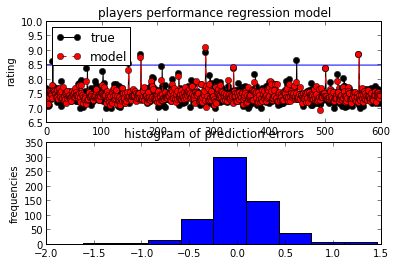 players performance regression model
rating
10.0
9.5
9.0
8.5
8.0
7.5
7.0
6.5
true
model
0 100 200 300 400 500 600
histogram of prediction errors
frequencies
350
300
250
200
150
100
50
0
-2.0 -1.5 -1.0 -0.5 0.0 0.5 1.0 1.5